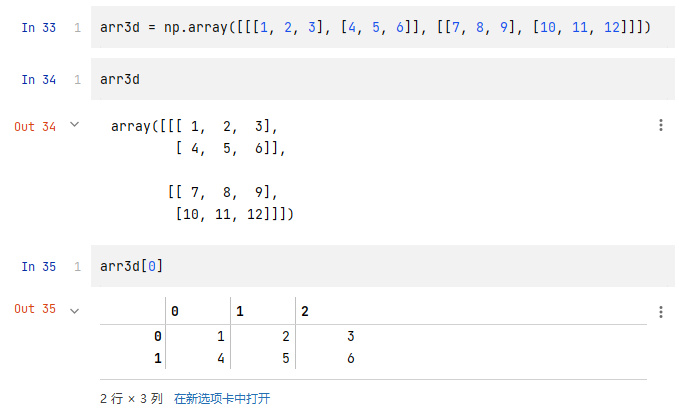 In 33 1 arr3d = np.array([[[1, 2, 3], [4, 5, 6]], [[7, 8, 9], [10, 11, 12]]])
In 34 1 arr3d
Out 34 array([[[ 1,  2,  3],
[ 4,  5,  6]],
[[ 7,  8,  9],
[10, 11, 12]]])
In 35 1 arr3d[0]
Out 35
0 1 2
0 1 2 3
1 4 5 6
2 行 × 3 列 在新选项卡中打开